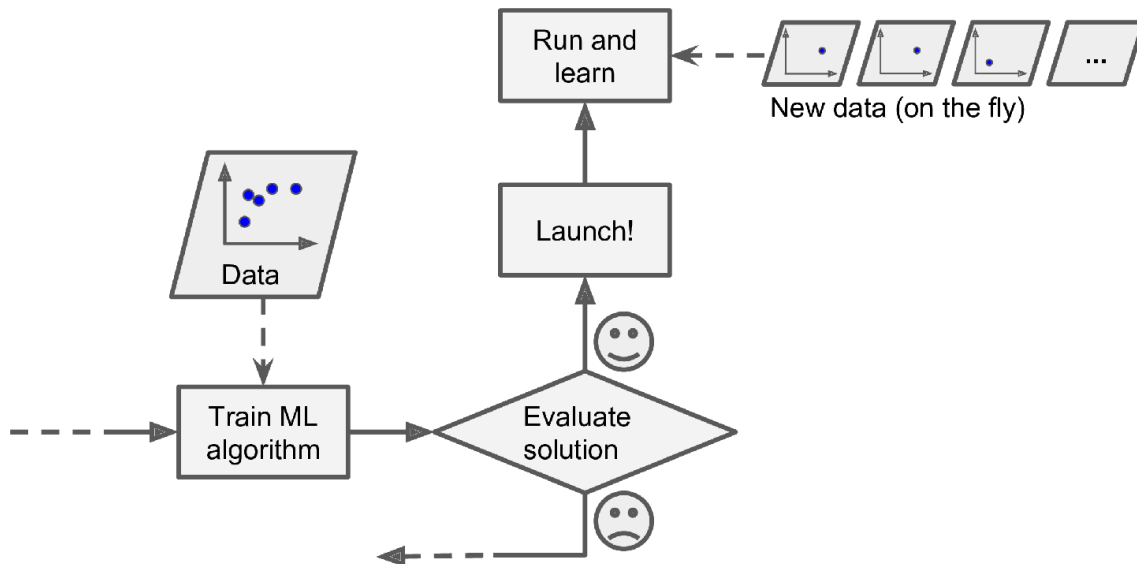 Run and
learn
...
New data (on the fly)
Launch!
Data
Train ML
algorithm
Evaluate
solution